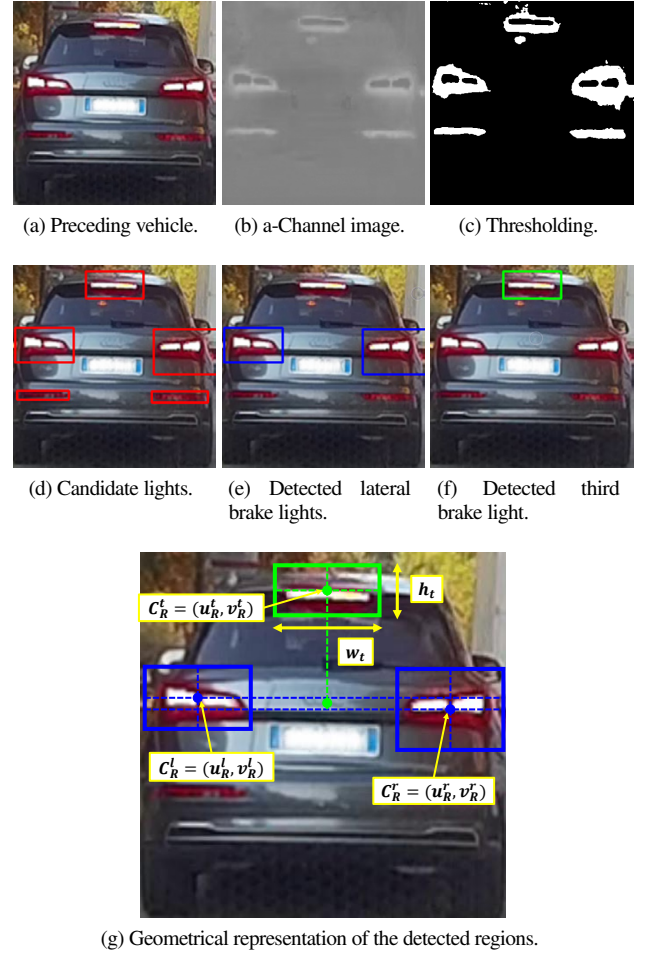 (a) Preceding vehicle.
(b) a-Channel image.
(c) Thresholding.
(d) Candidate lights.
(e) Detected lateral
brake lights.
(f) Detected third
brake light.
C_R^t = (u_R^t, v_R^t)
h_t
w_t
C_R^l = (u_R^l, v_R^l)
C_R^r = (u_R^r, v_R^r)
(g) Geometrical representation of the detected regions.